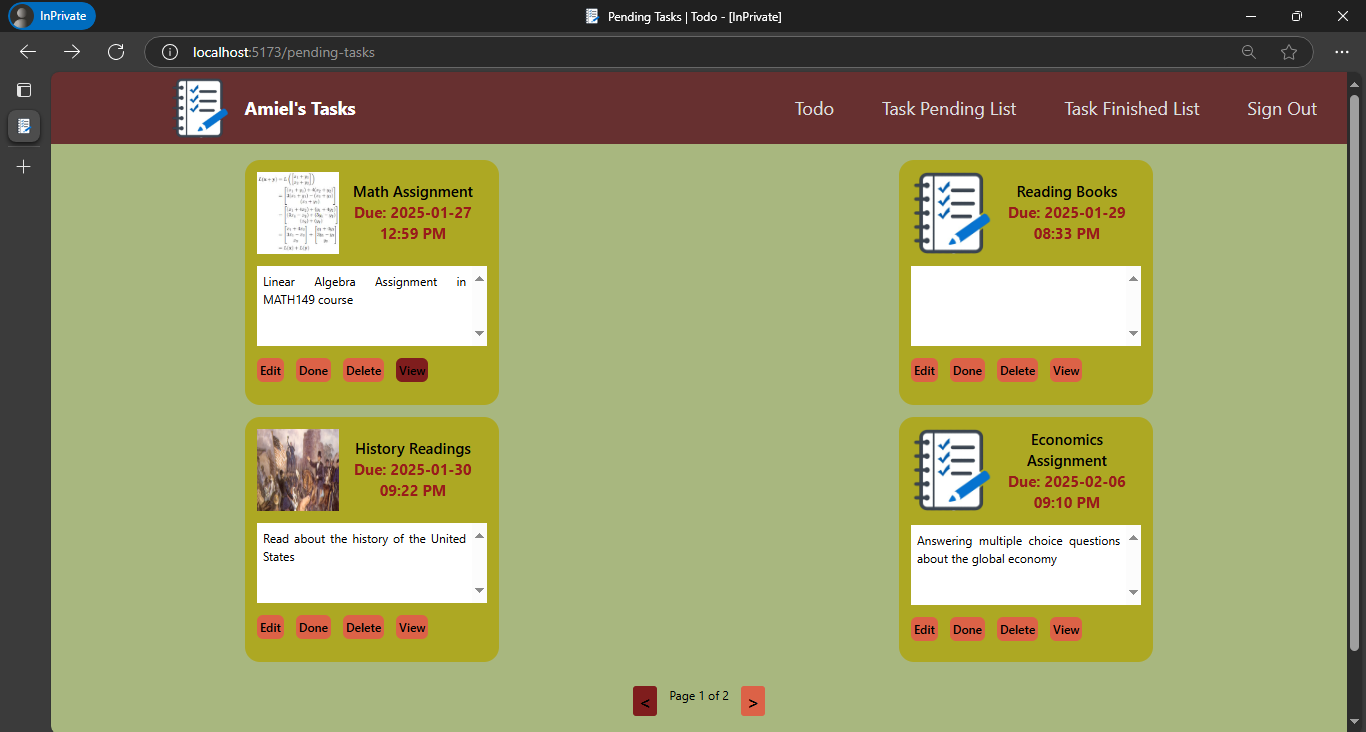 InPrivate
Pending Tasks | Todo - [InPrivate]
localhost:5173/pending-tasks
Amiel's Tasks
Todo
Task Pending List
Task Finished List
Sign Out
Math Assignment
Due: 2025-01-27
12:59 PM
Linear Algebra Assignment in
MATH149 course
Edit Done Delete View
Reading Books
Due: 2025-01-29
08:33 PM
Edit Done Delete View
History Readings
Due: 2025-01-30
09:22 PM
Read about the history of the United
States
Edit Done Delete View
Economics
Assignment
Due: 2025-02-06
09:10 PM
Answering multiple choice questions
about the global economy
Edit Done Delete View
< Page 1 of 2 >